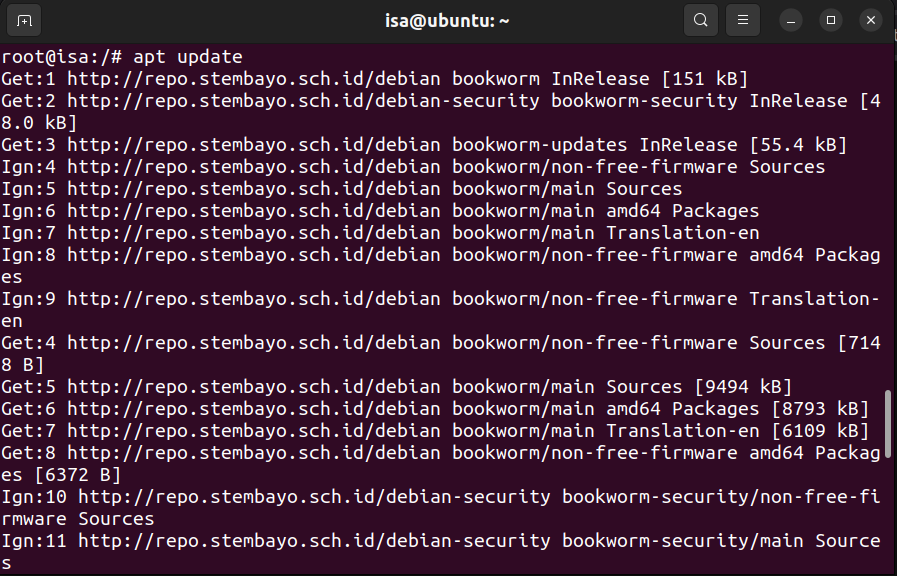 isa@ubuntu: ~
root@isa:/# apt update
Get:1 http://repo.stembayo.sch.id/debian bookworm InRelease [151 kB]
Get:2 http://repo.stembayo.sch.id/debian-security bookworm-security InRelease [4
8.0 kB]
Get:3 http://repo.stembayo.sch.id/debian bookworm-updates InRelease [55.4 kB]
Ign:4 http://repo.stembayo.sch.id/debian bookworm/non-free-firmware Sources
Ign:5 http://repo.stembayo.sch.id/debian bookworm/main Sources
Ign:6 http://repo.stembayo.sch.id/debian bookworm/main amd64 Packages
Ign:7 http://repo.stembayo.sch.id/debian bookworm/main Translation-en
Ign:8 http://repo.stembayo.sch.id/debian bookworm/non-free-firmware amd64 Packag
es
Ign:9 http://repo.stembayo.sch.id/debian bookworm/non-free-firmware Translation-
en
Get:4 http://repo.stembayo.sch.id/debian bookworm/non-free-firmware Sources [714
8 B]
Get:5 http://repo.stembayo.sch.id/debian bookworm/main Sources [9494 kB]
Get:6 http://repo.stembayo.sch.id/debian bookworm/main amd64 Packages [8793 kB]
Get:7 http://repo.stembayo.sch.id/debian bookworm/main Translation-en [6109 kB]
Get:8 http://repo.stembayo.sch.id/debian bookworm/non-free-firmware amd64 Packag
es [6372 B]
Ign:10 http://repo.stembayo.sch.id/debian-security bookworm-security/non-free-fi
rmware Sources
Ign:11 http://repo.stembayo.sch.id/debian-security bookworm-security/main Source
s